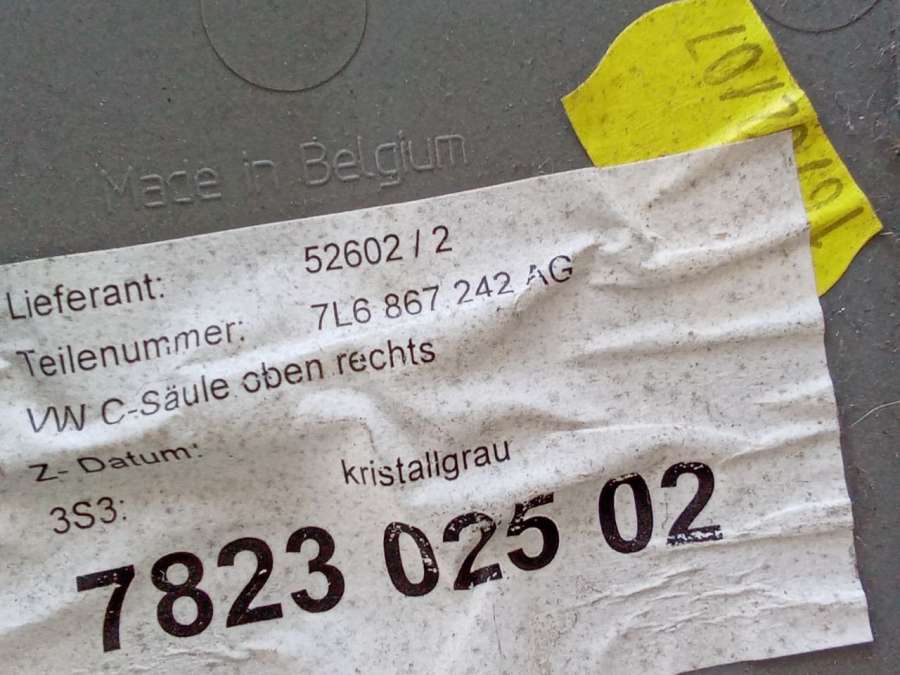 Made in Belgium
Lieferant: 52602 / 2
Teilenummer: 7L6 867 242 AG
VW C-Säule oben rechts
Z- Datum:
3S3: kristallgrau
7823 025 02